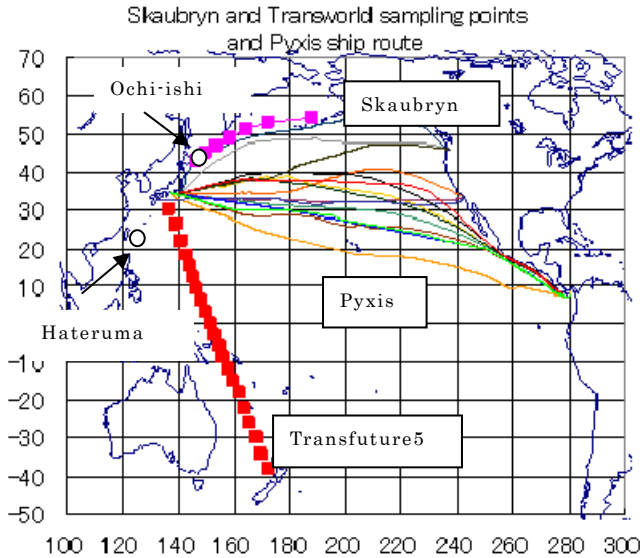 Skaubryn and Transworld sampling points
and Pyxis ship route
70
60
50
40
30
20
10
-10
-20
-30
-40
-50
Ochi-ishi
Skaubryn
Pyxis
Hateruma
Transfuture5
100 120 140 160 180 200 220 240 260 280 300